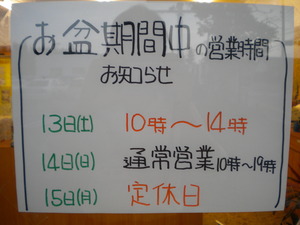 お盆期間中の営業時間
お知らせ
13日(土) 10時～14時
14日(日) 通常営業10時～19時
15日(月) 定休日